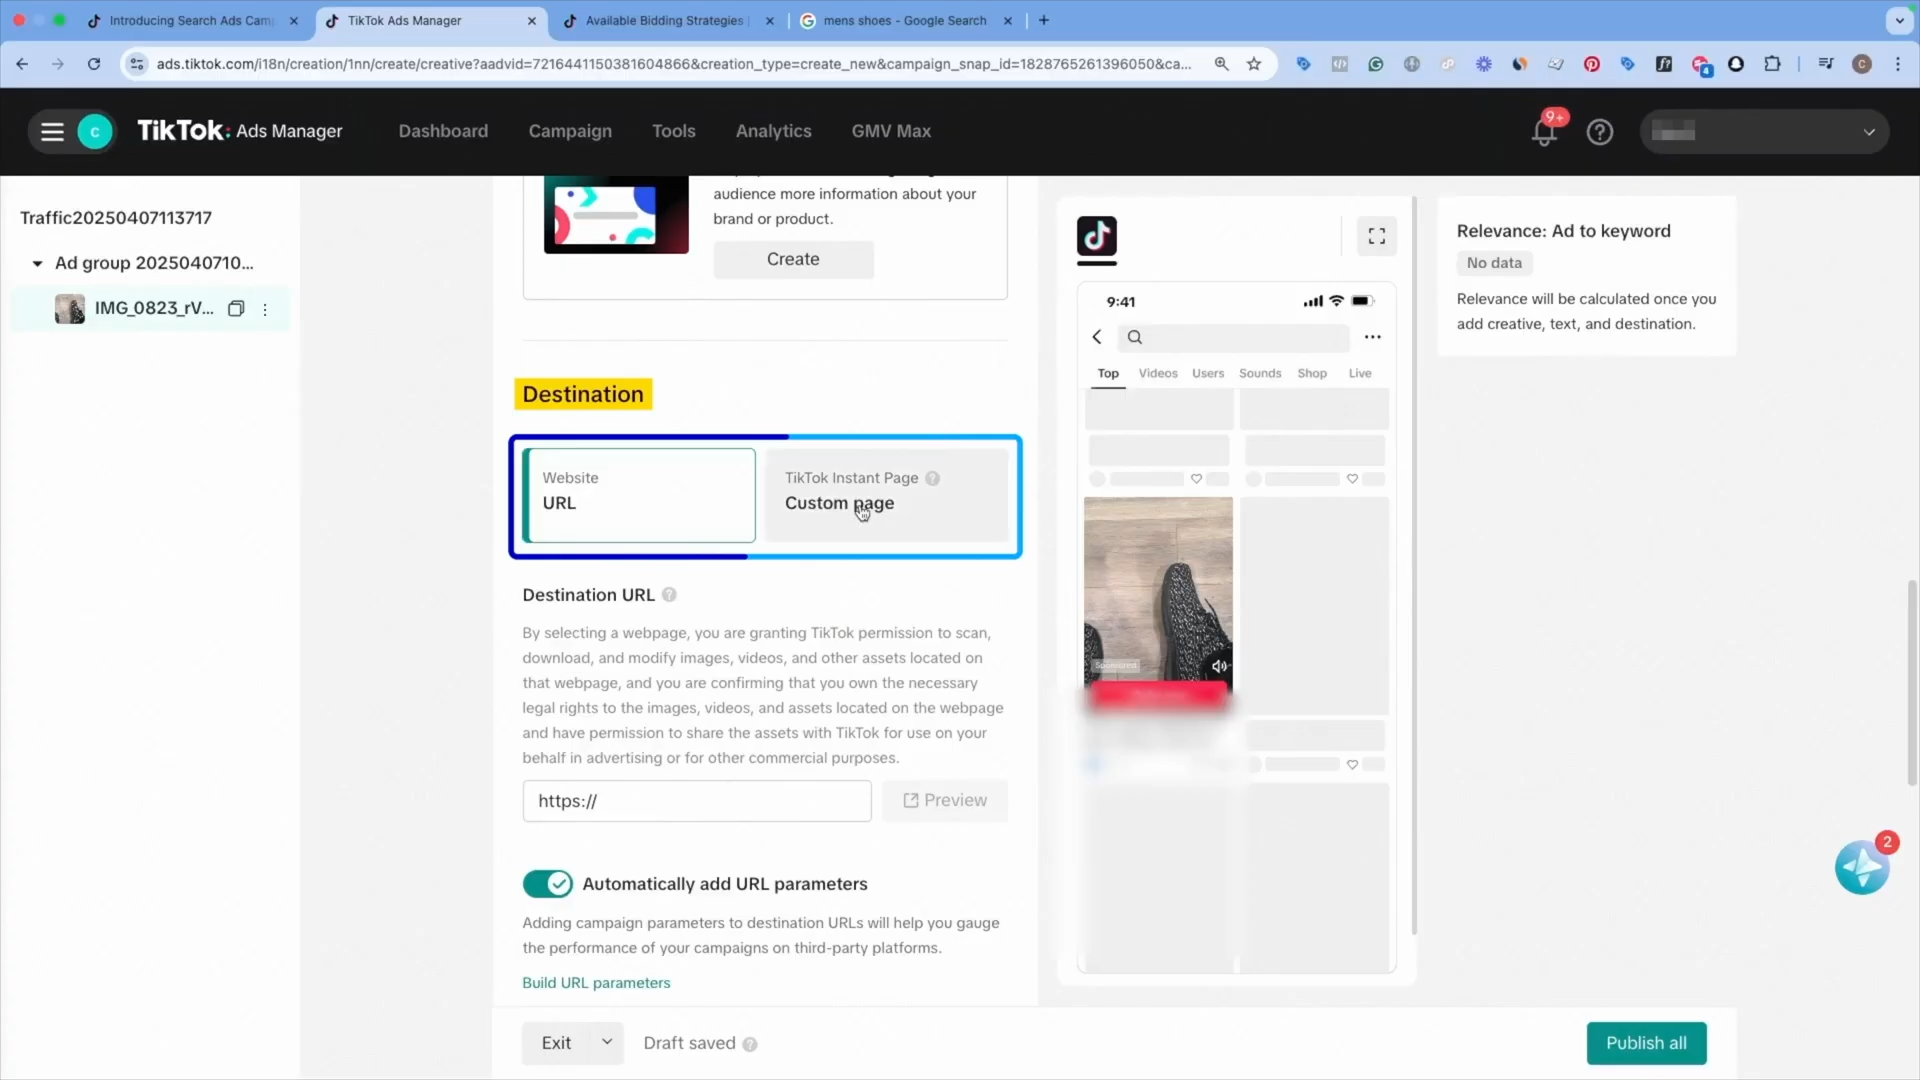 Introducing Search Ads Cam
TikTok Ads Manager
Available Bidding Strategies
mens shoes - Google Search
ads.tiktok.com/i18n/creation/1nn/create/creative?aadvid=7216441150381604866&creation_type=create_new&campaign_snap_id=1828765261396050&ca...
4
C
C
TikTok: Ads Manager
Dashboard
Campaign
Tools
Analytics
GMV Max
9+
Traffic20250407113717
Ad group 2025040710...
IMG_0823_rV...
audience more information about your
brand or product.
Create
Destination
Website
URL
TikTok Instant Page
Custom page
Destination URL
By selecting a webpage, you are granting TikTok permission to scan,
download, and modify images, videos, and other assets located on
that webpage, and you are confirming that you own the necessary
legal rights to the images, videos, and assets located on the webpage
and have permission to share the assets with TikTok for use on your
behalf in advertising or for other commercial purposes.
https://
Preview
Automatically add URL parameters
Adding campaign parameters to destination URLs will help you gauge
the performance of your campaigns on third-party platforms.
Build URL parameters
Exit
Draft saved
Publish all
9:41
Top
Videos
Users
Sounds
Shop
Live
Sponsored
Relevance: Ad to keyword
No data
Relevance will be calculated once you
add creative, text, and destination.
2